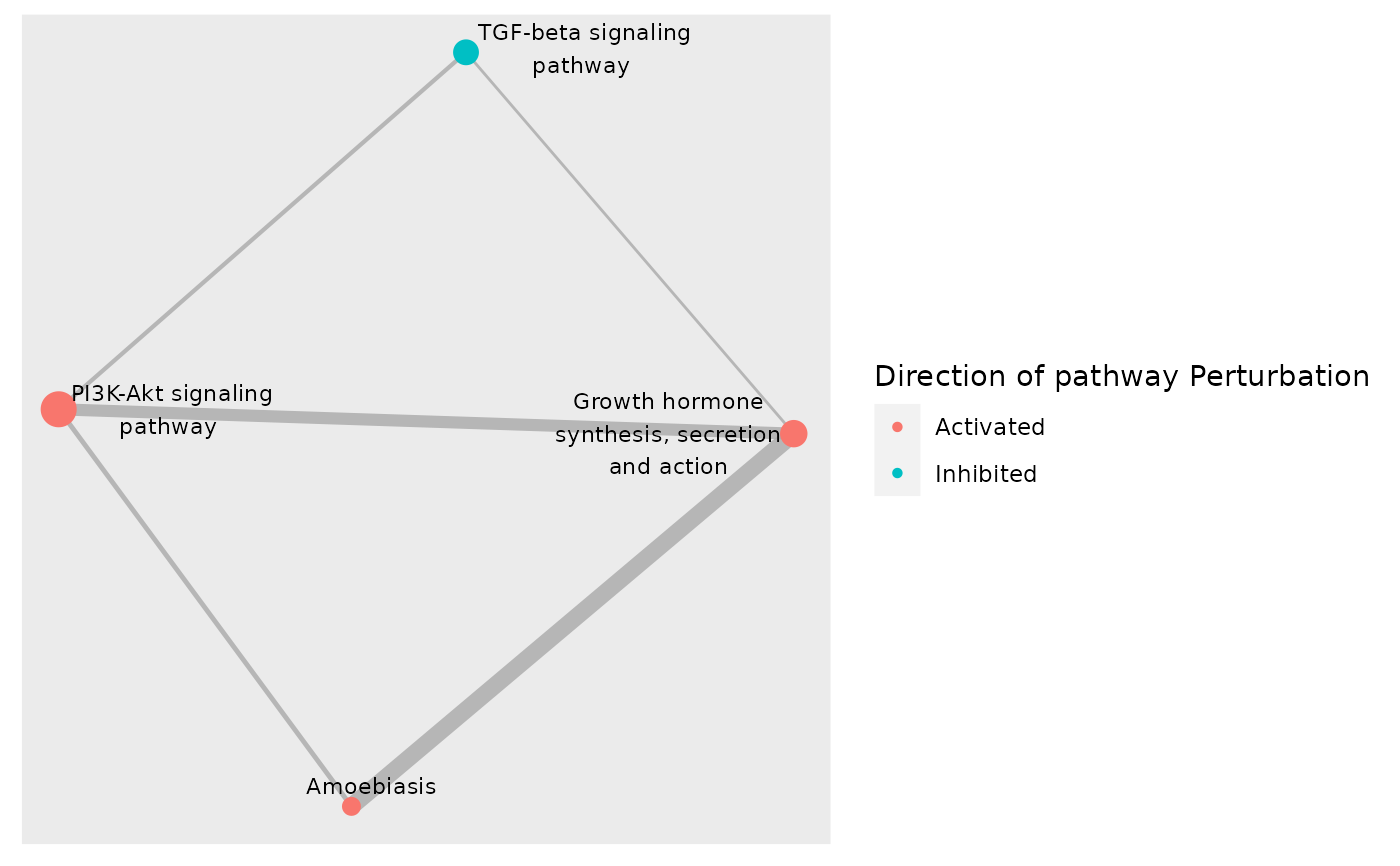 TGF-beta signaling
pathway
PI3K-Akt signaling
pathway
Growth hormone
synthesis, secretion
and action
Amoebiasis
Direction of pathway Perturbation
Activated
Inhibited